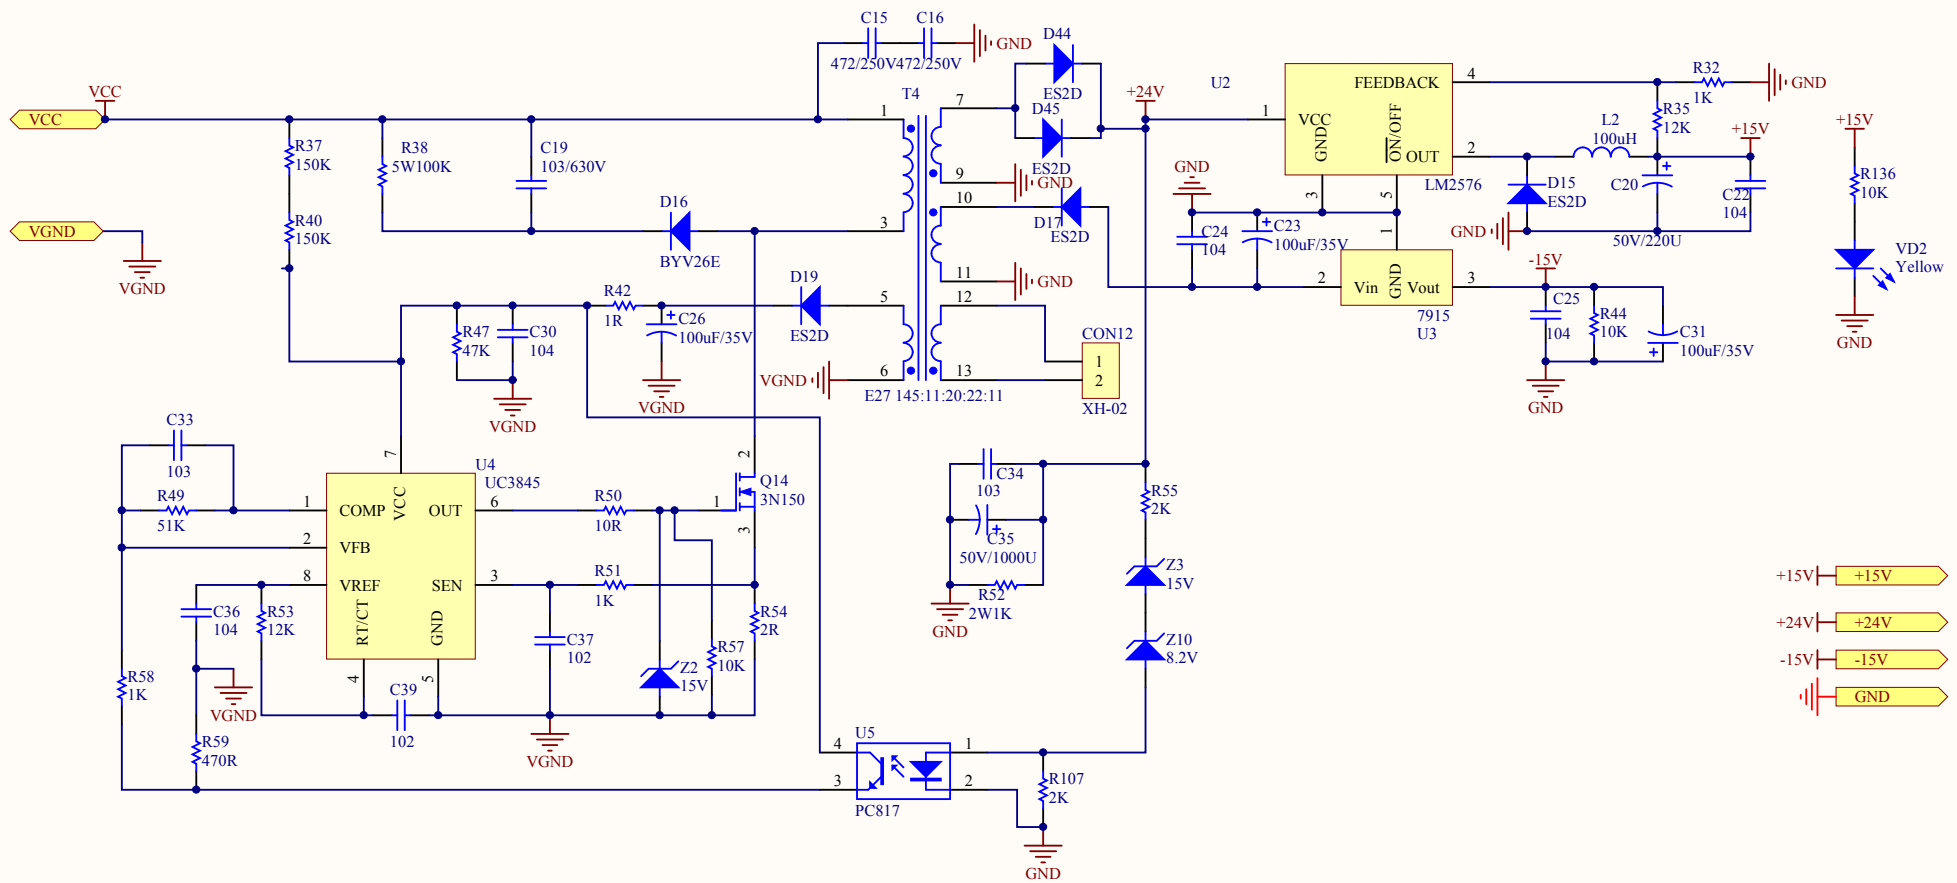 C15
C16
472/250V472/250V
GND
D44
ES2D
D45
ES2D
+24V
U2
1
VCC
GND
FEEDBACK
ON/OFF
OUT
4
2
3
5
LM2576
R32
1K
GND
R35
12K
L2
100uH
+15V
C20
50V/220U
C22
104
D15
ES2D
GND
+15V
R136
10K
VD2
Yellow
GND
VCC
VCC
VGND
VGND
R37
150K
R40
150K
R38
5W100K
C19
103/630V
D16
BYV26E
T4
1
3
5
6
7
9
10
11
12
13
GND
GND
E27 145:11:20:22:11
D17
ES2D
GND
C24
104
C23
100uF/35V
1
2
Vin
GND
Vout
3
7915
U3
-15V
C25
104
R44
10K
C31
100uF/35V
GND
CON12
1
2
XH-02
R47
47K
C30
104
VGND
R42
1R
C26
100uF/35V
VGND
D19
ES2D
VGND
C33
103
R49
51K
7
U4
UC3845
1
COMP
VCC
OUT
6
2
VFB
8
VREF
SEN
3
RT/CT
GND
4
5
R50
10R
2
1
3
Q14
3N150
R51
1K
C36
104
R53
12K
VGND
R58
1K
R59
470R
C39
102
C37
102
VGND
Z2
15V
R57
10K
R54
2R
C34
103
C35
50V/1000U
R52
2W1K
GND
R55
2K
Z3
15V
Z10
8.2V
U5
4
3
1
2
PC817
R107
2K
GND
+15V
+15V
+24V
+24V
-15V
-15V
GND